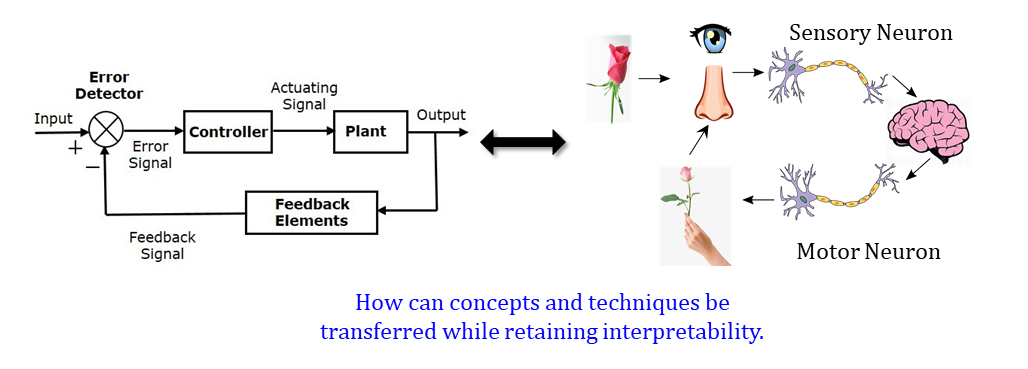 Error
Detector
Input
+
−
Error
Signal
Controller
Actuating
Signal
Plant
Output
Feedback
Elements
Feedback
Signal
Sensory Neuron
Motor Neuron
How can concepts and techniques be
transferred while retaining interpretability.